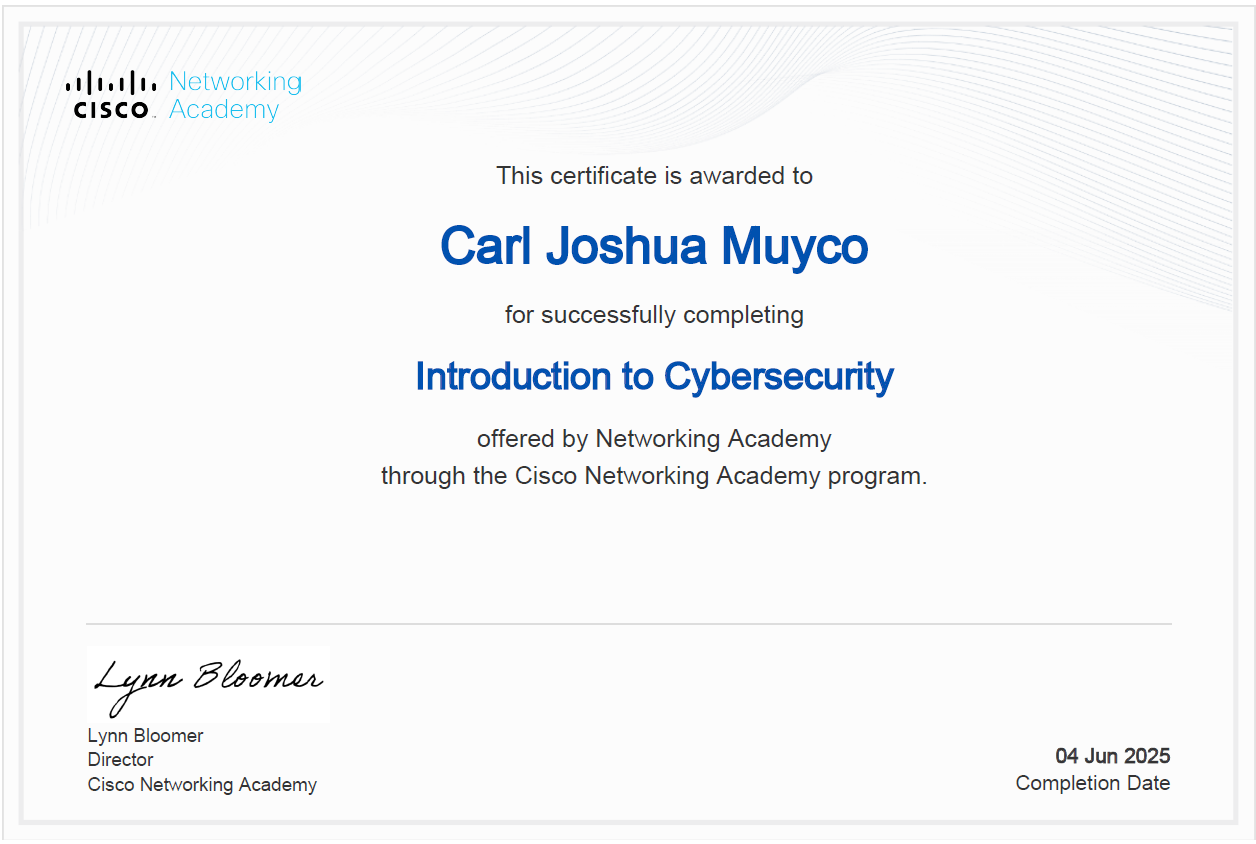 Networking
CISCO Academy
This certificate is awarded to
Carl Joshua Muyco
for successfully completing
Introduction to Cybersecurity
offered by Networking Academy
through the Cisco Networking Academy program.
Lynn Bloomer
Lynn Bloomer
Director
Cisco Networking Academy
04 Jun 2025
Completion Date